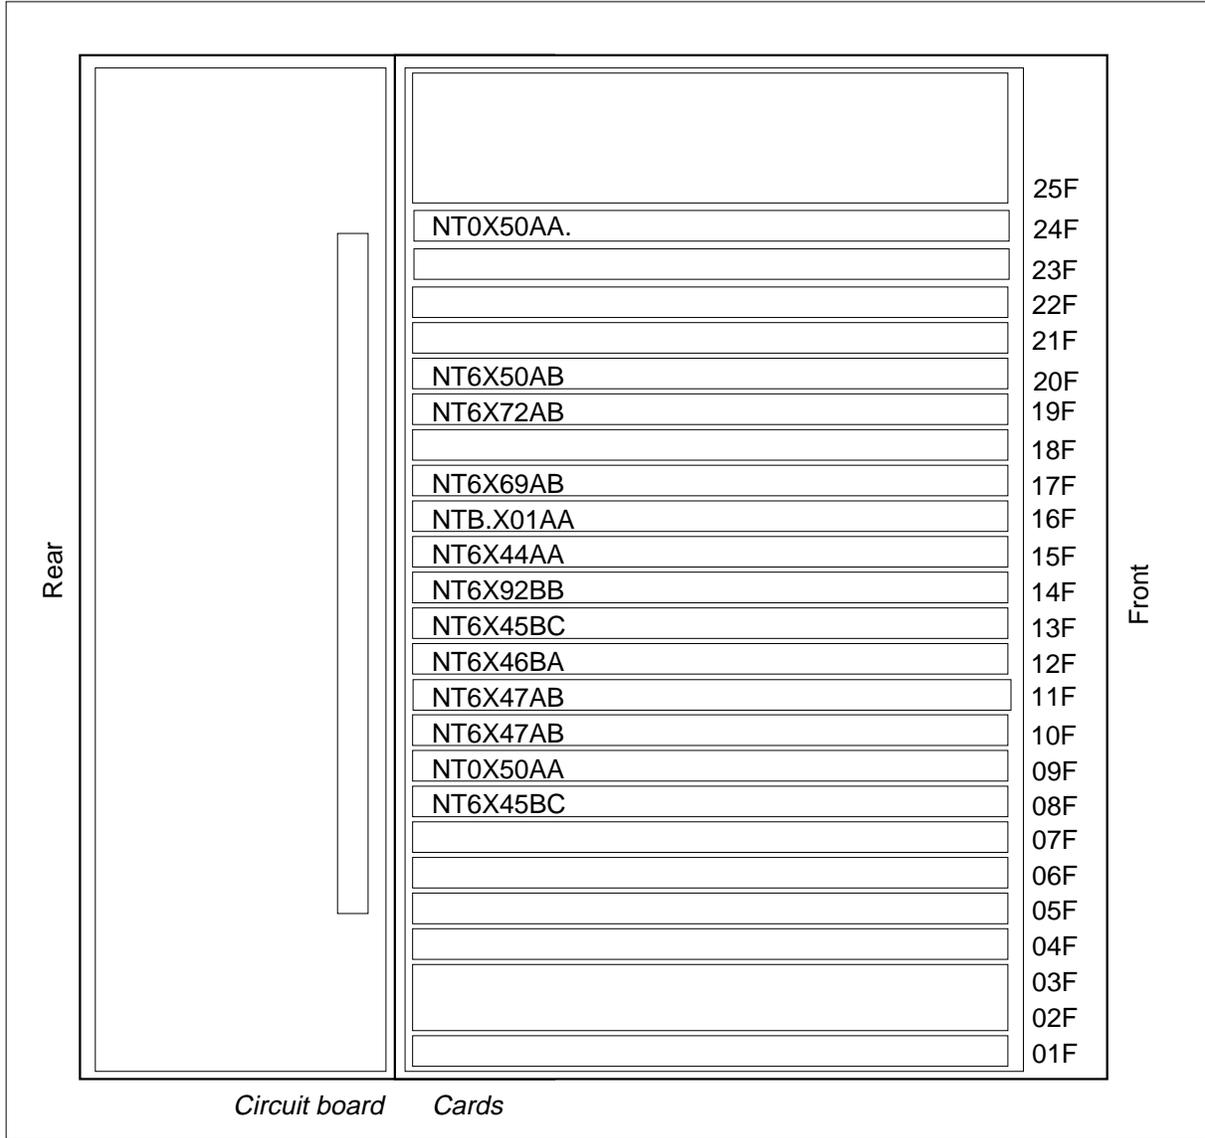 25F
NT0X50AA. 24F
23F
22F
21F
NT6X50AB 20F
NT6X72AB 19F
18F
NT6X69AB 17F
NTB.X01AA 16F
NT6X44AA 15F
NT6X92BB 14F
NT6X45BC 13F
NT6X46BA 12F
NT6X47AB 11F
NT6X47AB 10F
NT0X50AA 09F
NT6X45BC 08F
07F
06F
05F
04F
03F
02F
01F
Rear
Front
Circuit board Cards